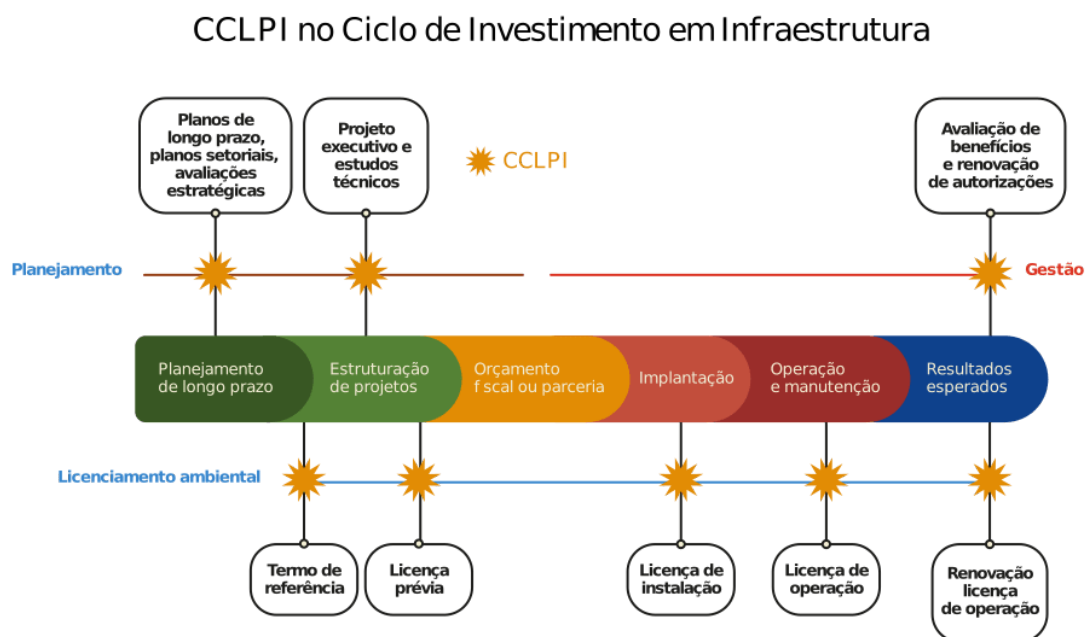 CCLPI no Ciclo de Investimento em Infraestrutura
Planos de
longo prazo,
planos setoriais,
avaliações
estratégicas
Projeto
executivo e
estudos
técnicos
CCLPI
Avaliação de
benefícios
e renovação
de autorizações
Planejamento
Gestão
Planejamento
de longo prazo
Estruturação
de projetos
Orçamento
f scal ou parceria
Implantação
Operação
e manutenção
Resultados
esperados
Licenciamento ambiental
Termo de
referência
Licença
prévia
Licença de
instalação
Licença de
operação
Renovação
licença
de operação